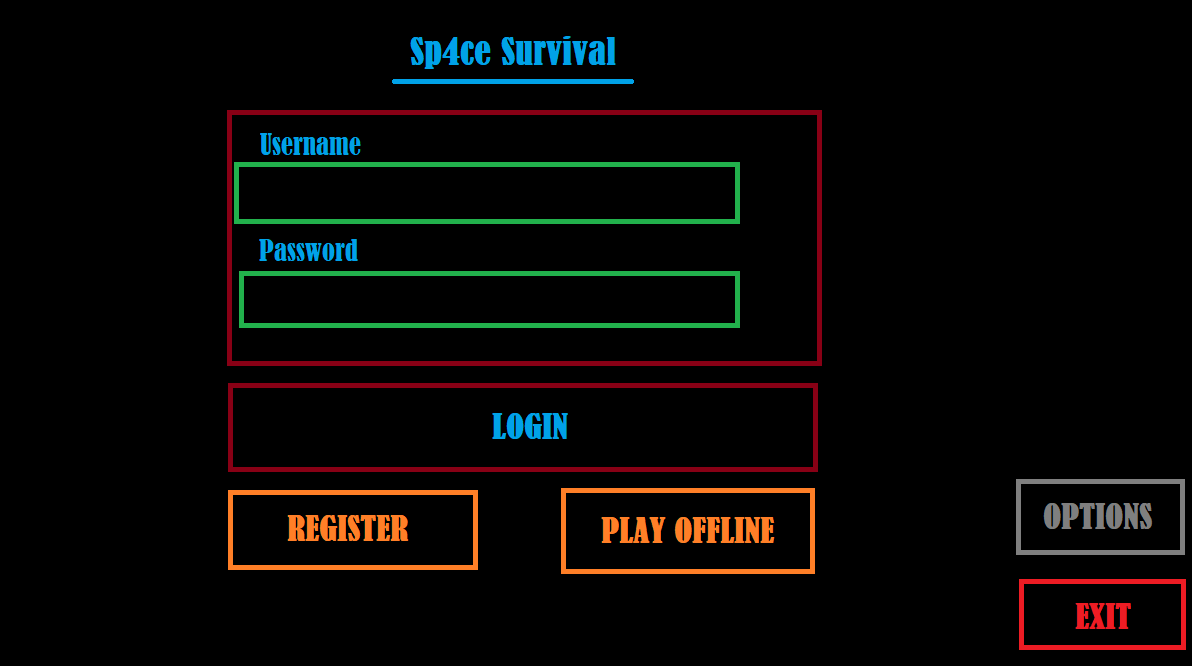 Sp4ce Survival
Username
Password
LOGIN
REGISTER
PLAY OFFLINE
OPTIONS
EXIT